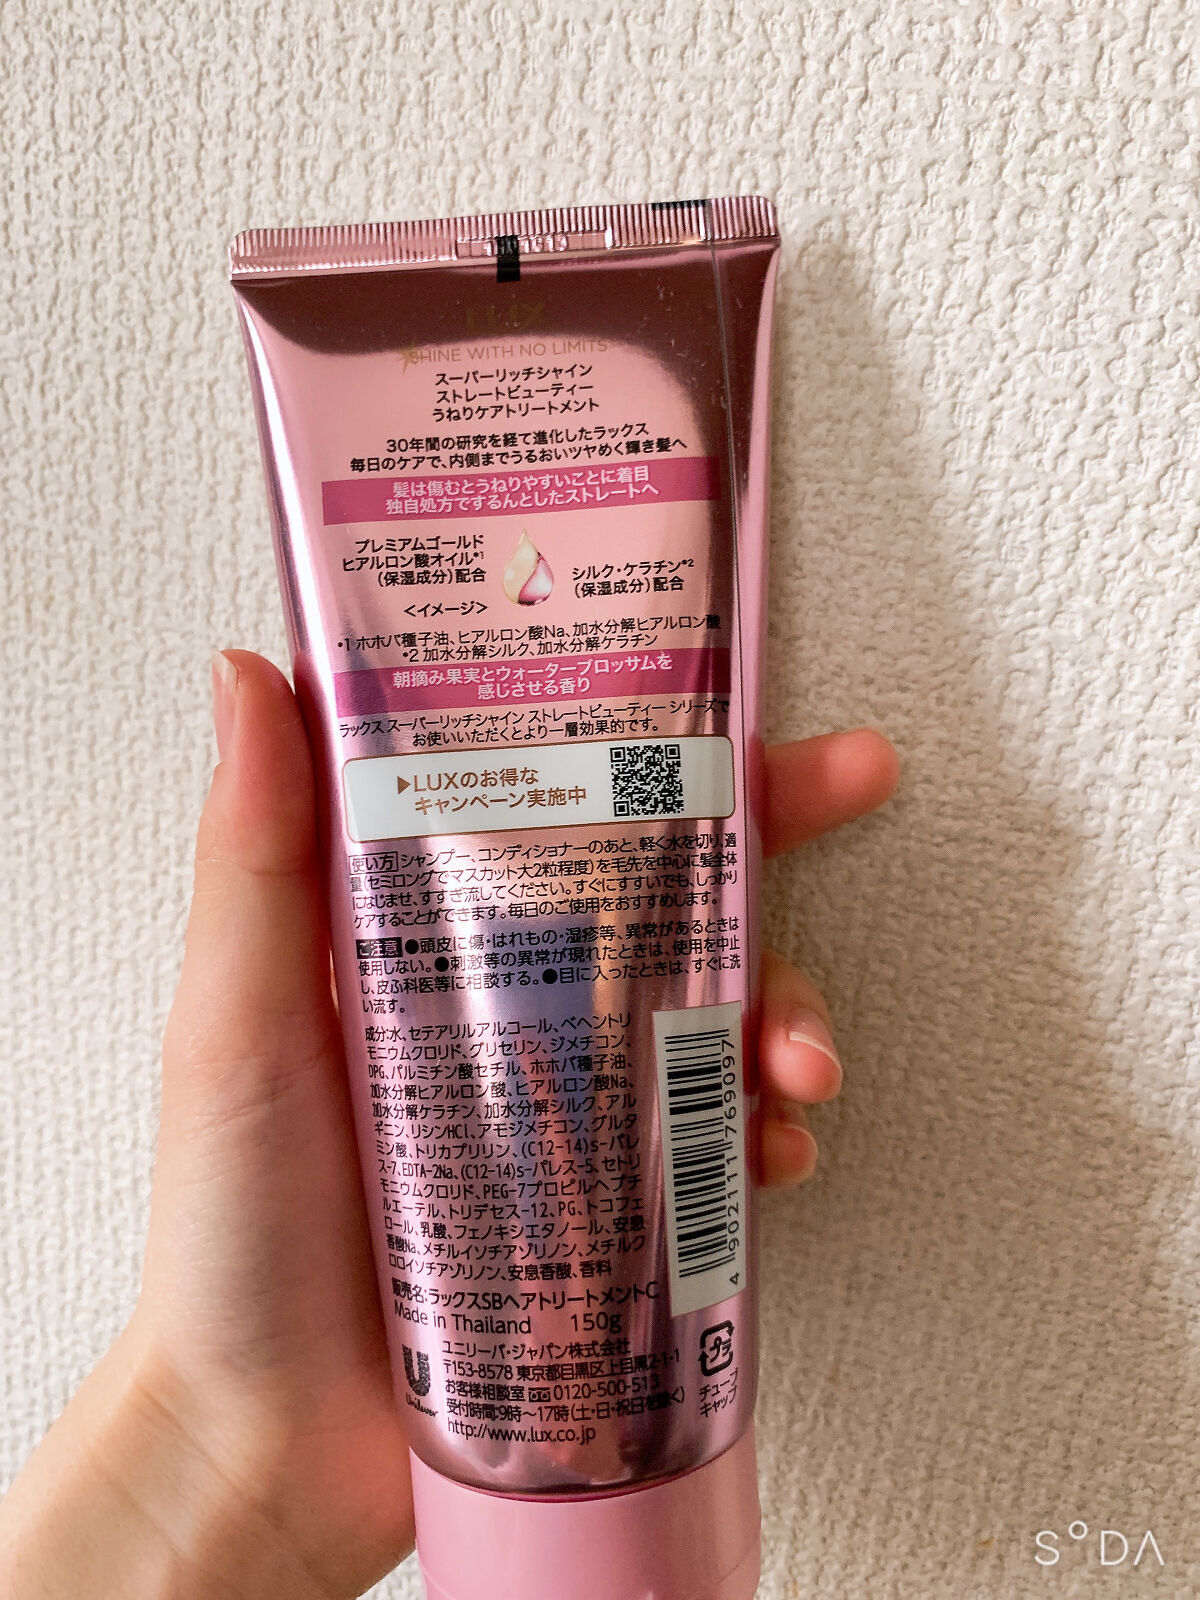 LUX
SHINE WITH NO LIMITS
スーパーリッチシャイン
ストレートビューティー
うねりケアトリートメント
30年間の研究を経て進化したラックス
毎日のケアで、内側までうるおいツヤめく輝き髪へ
髪は傷むとうねりやすいことに着目
独自処方でするんとしたストレートへ
プレミアムゴールド
ヒアルロン酸オイル*1
(保湿成分)配合
シルク・ケラチン*2
(保湿成分)配合
<イメージ>
*1 ホホバ種子油、ヒアルロン酸Na、加水分解ヒアルロン酸
*2 加水分解シルク、加水分解ケラチン
朝摘み果実とウォーターブロッサムを
感じさせる香り
ラックス スーパーリッチシャイン ストレートビューティー シリーズで
お使いいただくとより一層効果的です。
▶LUXのお得な
キャンペーン実施中
使い方 シャンプー、コンディショナーのあと、軽く水を切り、適
量(セミロングでマスカット大2粒程度)を毛先を中心に髪全体
になじませ、すすぎ流してください。すぐにすすいでも、しっかり
ケアすることができます。毎日のご使用をおすすめします。
ご注意 ●頭皮に傷・はれもの・湿疹等、異常があるときは
使用しない。●刺激等の異常が現れたときは、使用を中止
し、皮ふ科医等に相談する。●目に入ったときは、すぐに洗
い流す。
成分:水、セテアリルアルコール、ベヘントリ
モニウムクロリド、グリセリン、ジメチコン、
DPG、パルミチン酸セチル、ホホバ種子油、
加水分解ヒアルロン酸、ヒアルロン酸Na、
加水分解ケラチン、加水分解シルク、アル
ギニン、リシンHCl、アモジメチコン、グルタ
ミン酸、トリカプリリン、(C12-14)s-パレ
ス-7、EDTA-2Na、(C12-14)s-パレス-5、セトリ
モニウムクロリド、PEG-7プロピルヘプチ
ルエーテル、トリデセス-12、PG、トコフェ
ロール、乳酸、フェノキシエタノール、安息
香酸Na、メチルイソチアゾリノン、メチルク
ロロイソチアゾリノン、安息香酸、香料
4 902111 769097
販売名:ラックスSBヘアトリートメントC
Made in Thailand 150g
Unilever
ユニリーバ・ジャパン株式会社
〒153-8578 東京都目黒区上目黒2-1-1
お客様相談室 0120-500-513
受付時間:9時～17時(土・日・祝日を除く)
http://www.lux.co.jp
プラ
チューブ
キャップ
SODA